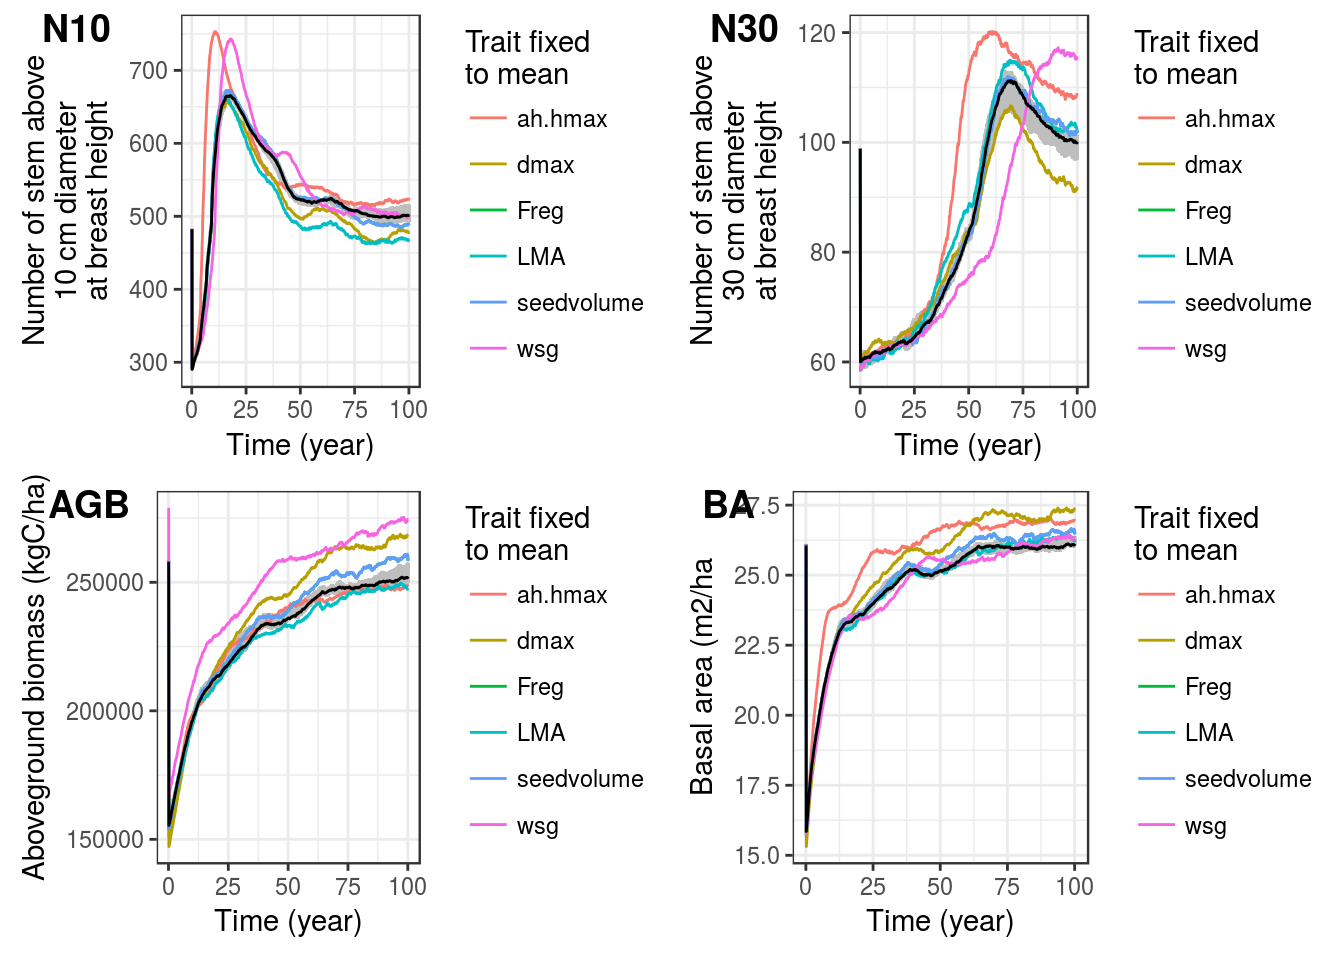 N10
Number of stem above
10 cm diameter
at breast height
700
600
500
400
300
0 25 50 75 100
Time (year)
Trait fixed
to mean
ah.hmax
dmax
Freg
LMA
seedvolume
wsg
N30
Number of stem above
30 cm diameter
at breast height
120
100
80
60
0 25 50 75 100
Time (year)
Trait fixed
to mean
ah.hmax
dmax
Freg
LMA
seedvolume
wsg
AGB
Aboveground biomass (kgC/ha)
250000
200000
150000
0 25 50 75 100
Time (year)
Trait fixed
to mean
ah.hmax
dmax
Freg
LMA
seedvolume
wsg
BA
Basal area (m2/ha
27.5
25.0
22.5
20.0
17.5
15.0
0 25 50 75 100
Time (year)
Trait fixed
to mean
ah.hmax
dmax
Freg
LMA
seedvolume
wsg